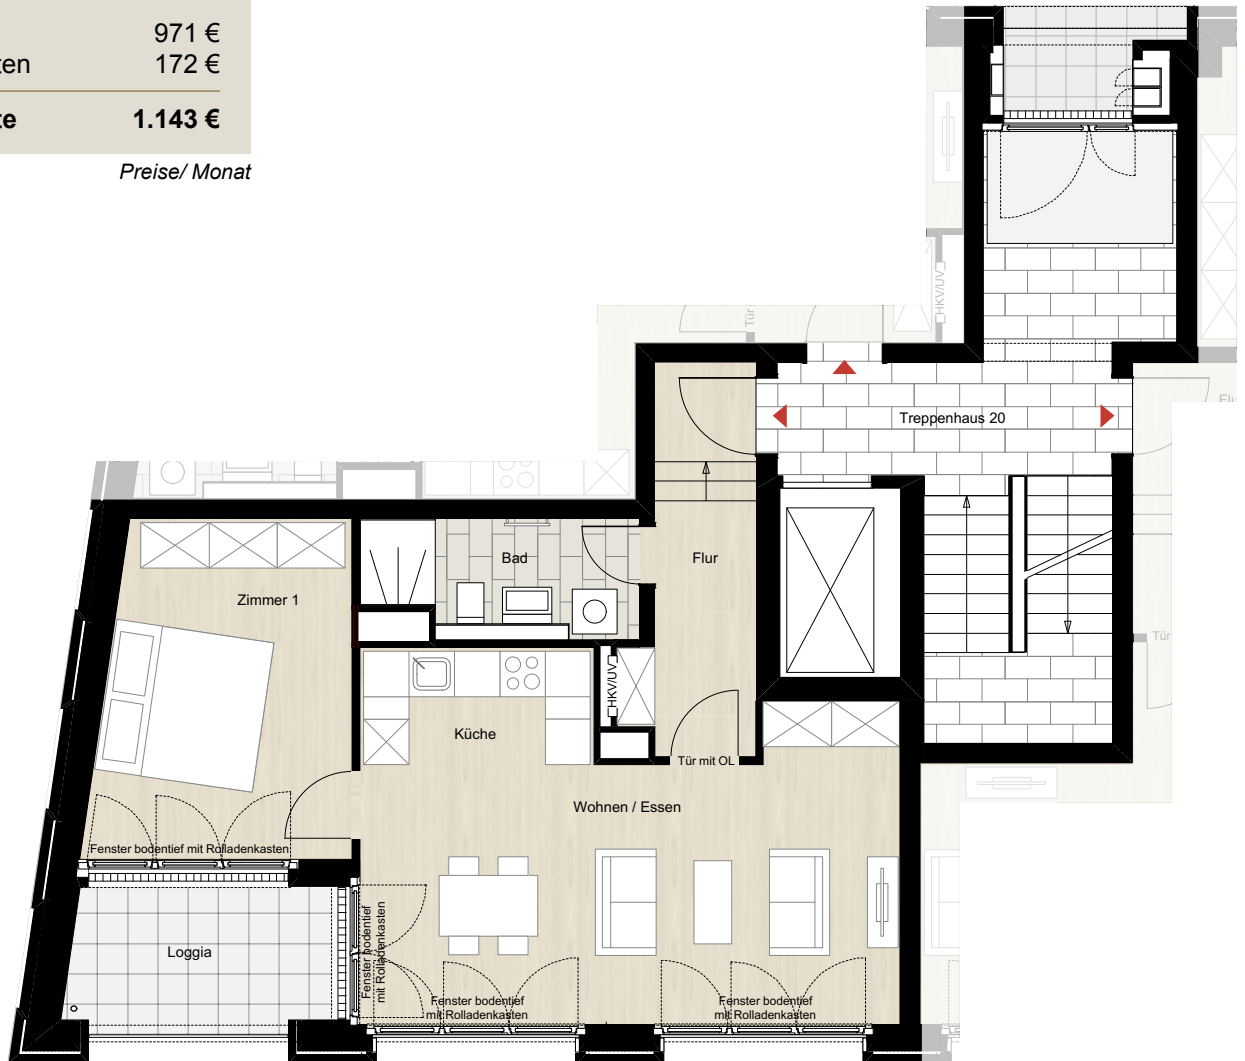 971 €
ten 172 €
te 1.143 €
Preise/ Monat
HKV/UV
Tür
Treppenhaus 20
Flu
Bad
Flur
Zimmer 1
Tür
HKV/UV
Küche
Tür mit OL
Wohnen / Essen
Fenster bodentief mit Rolladenkasten
Fenster bodentief
mit Rolladenkasten
Loggia
Fenster bodentief
mit Rolladenkasten
Fenster bodentief
mit Rolladenkasten